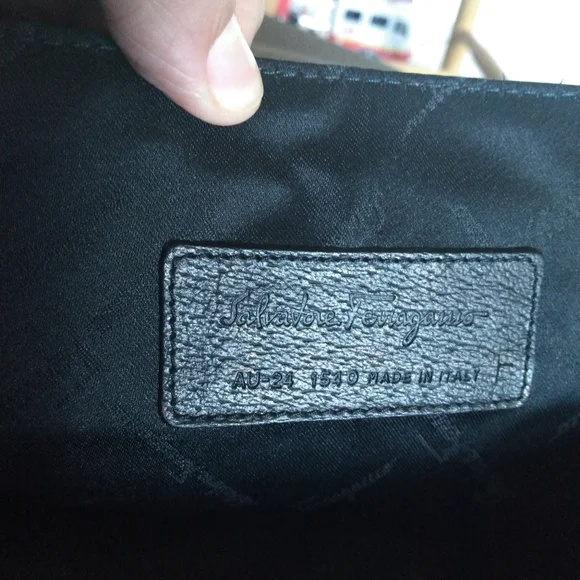 Salvatore Ferragamo
AU-24 1540 MADE IN ITALY